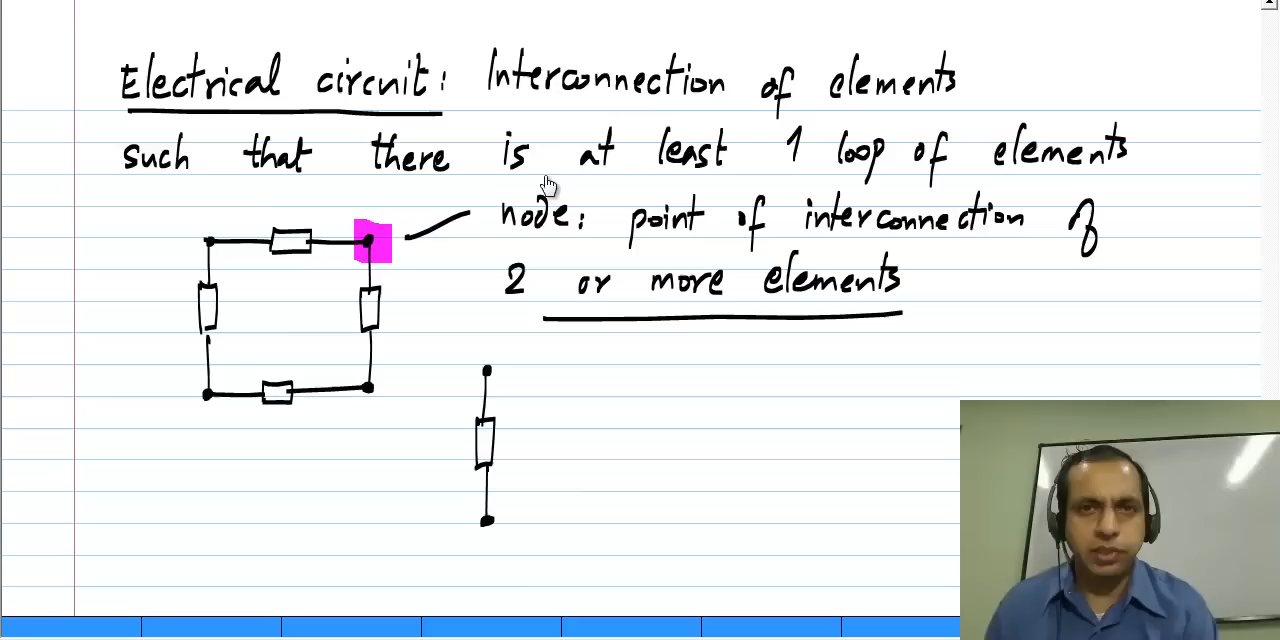 Electrical circuit: Interconnection of elements
such that there is at least 1 loop of elements
node: point of interconnection of
2 or more elements